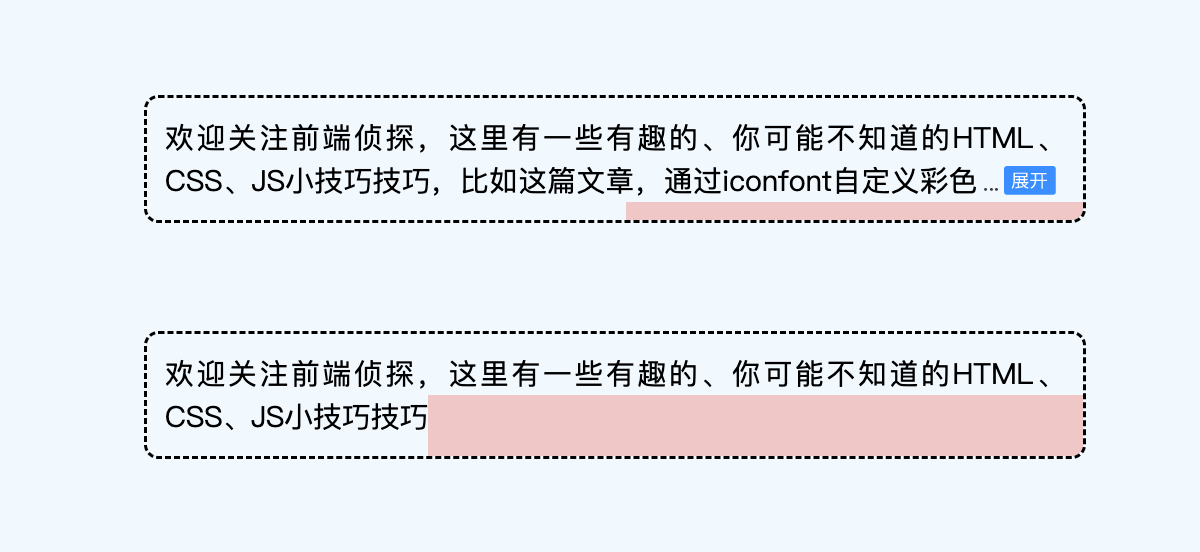 欢迎关注前端侦探，这里有一些有趣的、你可能不知道的HTML、
CSS、JS小技巧技巧，比如这篇文章，通过iconfont自定义彩色 ... 展开
欢迎关注前端侦探，这里有一些有趣的、你可能不知道的HTML、
CSS、JS小技巧技巧